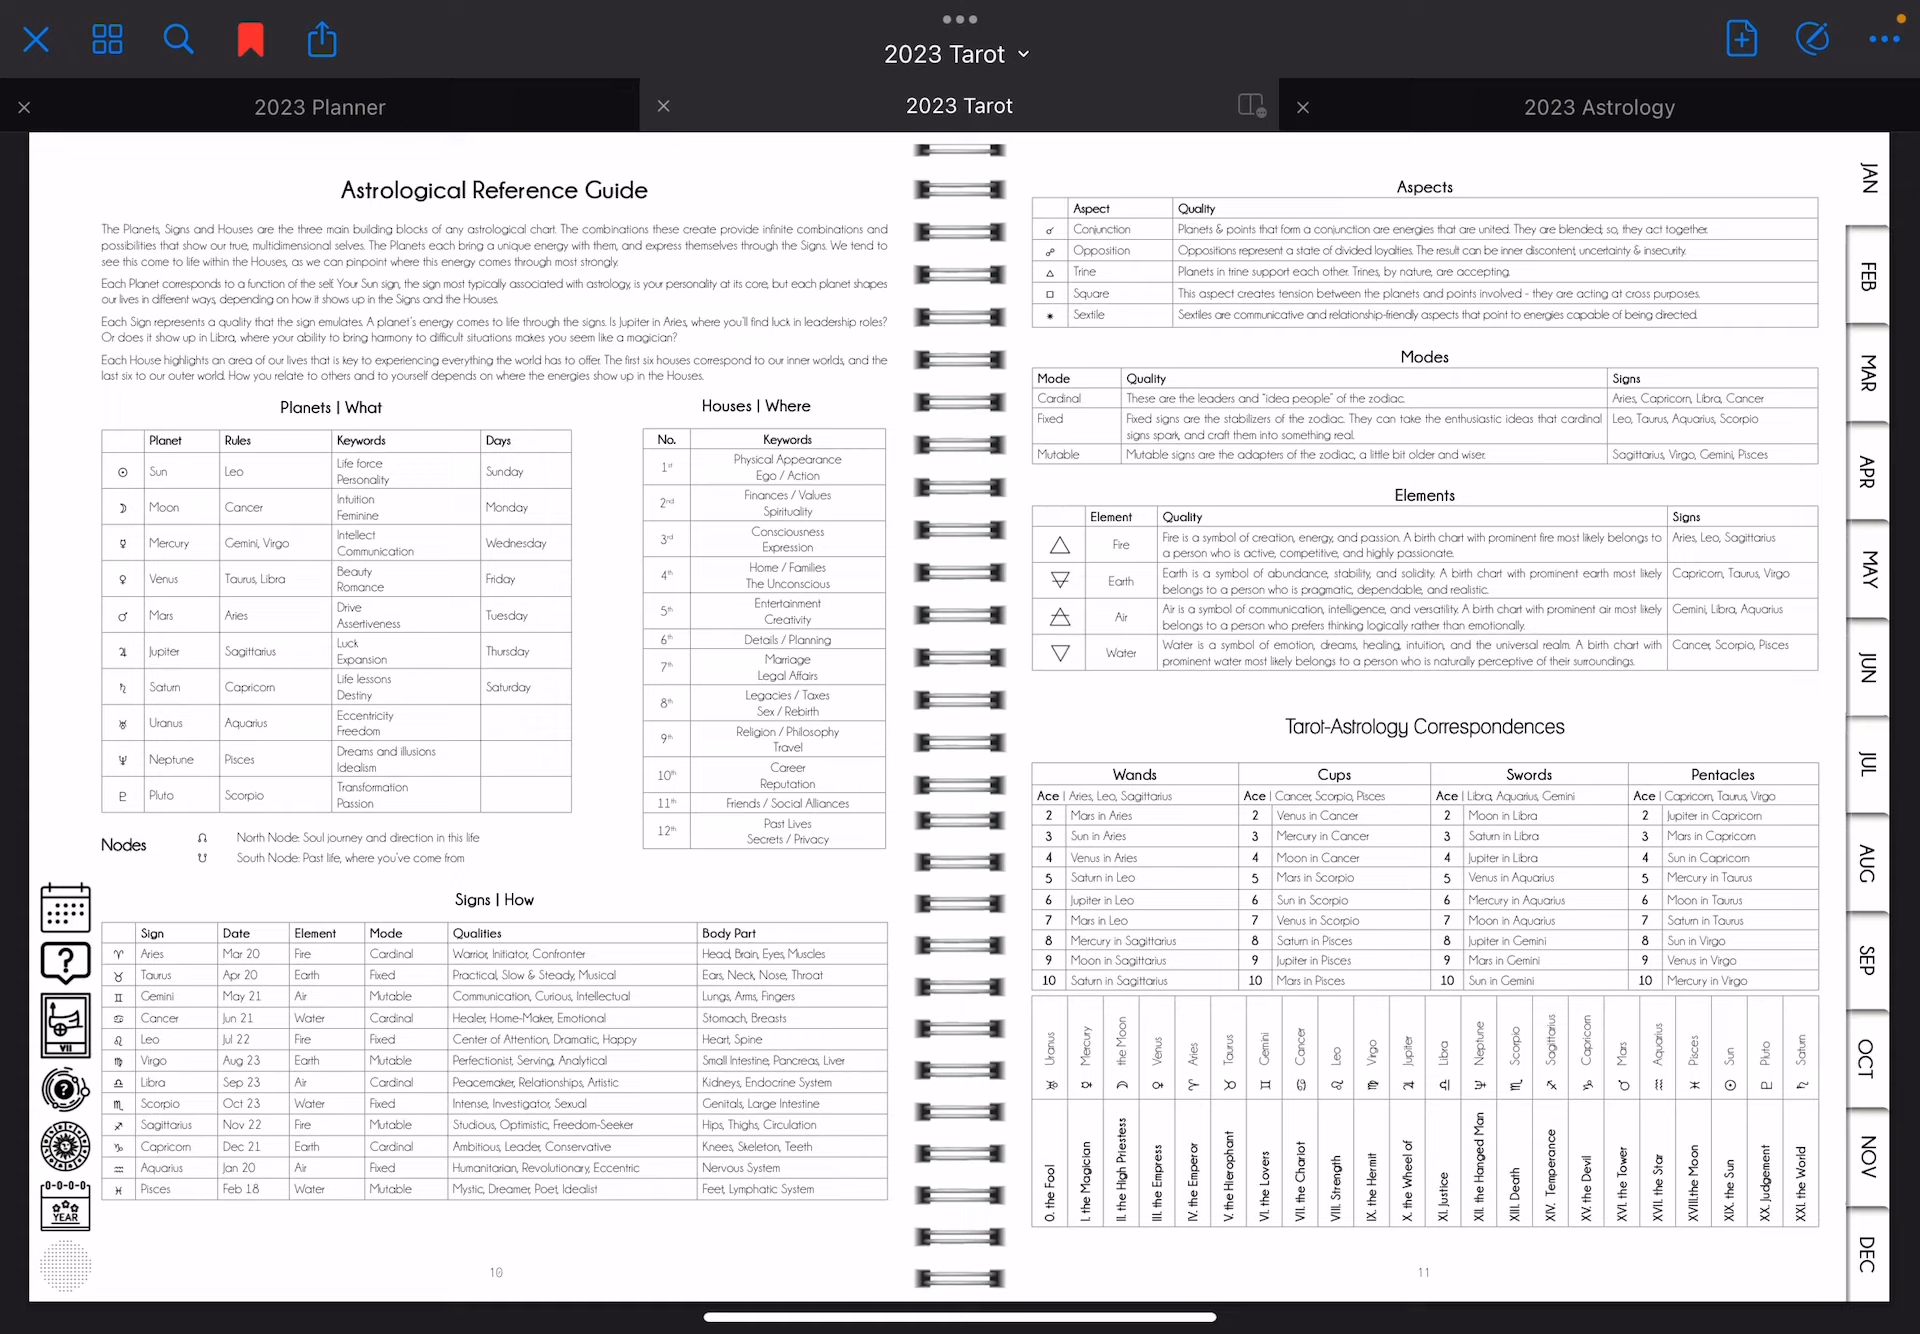 2023 Tarot
2023 Planner
2023 Tarot
2023 Astrology
Astrological Reference Guide
The Planets, Signs and Houses are the three main building blocks of any astrological chart. The combinations these create provide infinite combinations and
possibilities that show our true, multidimensional selves. The Planets each bring a unique energy with them, and express themselves through the Signs. We tend to
see this come to life within the Houses, as we can pinpoint where this energy comes through most strongly.
Each Planet corresponds to a function of the self. Your Sun sign, the sign most typically associated with astrology, is your personality at its core, but each planet shapes
our lives in different ways, depending on how it shows up in the Signs and the Houses.
Each Sign represents a quality that the sign emulates. A planet's energy comes to life through the signs. Is Jupiter in Aries, where you'll find luck in leadership roles?
Or does it show up in Libra, where your ability to bring harmony to difficult situations makes you seem like a magician?
Each House highlights an area of our lives that is key to experiencing everything the world has to offer. The first six houses correspond to our inner worlds, and the
last six to our outer world. How you relate to others and to yourself depends on where the energies show up in the Houses.
Planets | What
Planet Rules Keywords Days
☉ Sun Leo Life force Sunday
Personality
☽ Moon Cancer Intuition Monday
Feminine
☿ Mercury Gemini, Virgo Intellect Wednesday
Communication
♀ Venus Taurus, Libra Beauty Friday
Romance
♂ Mars Aries Drive Tuesday
Assertiveness
♃ Jupiter Sagittarius Luck Thursday
Expansion
♄ Saturn Capricorn Life lessons Saturday
Destiny
♅ Uranus Aquarius Eccentricity
Freedom
♆ Neptune Pisces Dreams and illusions
Idealism
♇ Pluto Scorpio Transformation
Passion
Houses | Where
No. Keywords
1st Physical Appearance
Ego / Action
2nd Finances / Values
Spirituality
3rd Consciousness
Expression
4th Home / Families
The Unconscious
5th Entertainment
Creativity
6th Details / Planning
7th Marriage
Legal Affairs
8th Legacies / Taxes
Sex / Rebirth
9th Religion / Philosophy
Travel
10th Career
Reputation
11th Friends / Social Alliances
12th Past Lives
Secrets / Privacy
Nodes
☊ North Node: Soul journey and direction in this life
☋ South Node: Past life, where you've come from
Signs | How
Sign Date Element Mode Qualities Body Part
♈ Aries Mar 20 Fire Cardinal Warrior, Initiator, Confronter Head, Brain, Eyes, Muscles
♉ Taurus Apr 20 Earth Fixed Practical, Slow & Steady, Musical Ears, Neck, Nose, Throat
♊ Gemini May 21 Air Mutable Communication, Curious, Intellectual Lungs, Arms, Fingers
♋ Cancer Jun 21 Water Cardinal Healer, Home-Maker, Emotional Stomach, Breasts
♌ Leo Jul 22 Fire Fixed Center of Attention, Dramatic, Happy Heart, Spine
♍ Virgo Aug 23 Earth Mutable Perfectionist, Serving, Analytical Small Intestine, Pancreas, Liver
♎ Libra Sep 23 Air Cardinal Peacemaker, Relationships, Artistic Kidneys, Endocrine System
♏ Scorpio Oct 23 Water Fixed Intense, Investigator, Sexual Genitals, Large Intestine
♐ Sagittarius Nov 22 Fire Mutable Studious, Optimistic, Freedom-Seeker Hips, Thighs, Circulation
♑ Capricorn Dec 21 Earth Cardinal Ambitious, Leader, Conservative Knees, Skeleton, Teeth
♒ Aquarius Jan 20 Air Fixed Humanitarian, Revolutionary, Eccentric Nervous System
♓ Pisces Feb 18 Water Mutable Mystic, Dreamer, Poet, Idealist Feet, Lymphatic System
VII
YEAR
10
Aspects
Aspect Quality
☌ Conjunction Planets & points that form a conjunction are energies that are united. They are blended; so, they act together.
☍ Opposition Oppositions represent a state of divided loyalties. The result can be inner discontent, uncertainty & insecurity.
△ Trine Planets in trine support each other. Trines, by nature, are accepting.
□ Square This aspect creates tension between the planets and points involved - they are acting at cross purposes.
✶ Sextile Sextiles are communicative and relationship-friendly aspects that point to energies capable of being directed.
Modes
Mode Quality Signs
Cardinal These are the leaders and "idea people" of the zodiac. Aries, Capricorn, Libra, Cancer
Fixed Fixed signs are the stabilizers of the zodiac. They can take the enthusiastic ideas that cardinal Leo, Taurus, Aquarius, Scorpio
signs spark, and craft them into something real.
Mutable Mutable signs are the adapters of the zodiac, a little bit older and wiser. Sagittarius, Virgo, Gemini, Pisces
Elements
Element Quality Signs
Fire Fire is a symbol of creation, energy, and passion. A birth chart with prominent fire most likely belongs to Aries, Leo, Sagittarius
a person who is active, competitive, and highly passionate.
Earth Earth is a symbol of abundance, stability, and solidity. A birth chart with prominent earth most likely Capricorn, Taurus, Virgo
belongs to a person who is pragmatic, dependable, and realistic.
Air Air is a symbol of communication, intelligence, and versatility. A birth chart with prominent air most likely Gemini, Libra, Aquarius
belongs to a person who prefers thinking logically rather than emotionally.
Water Water is a symbol of emotion, dreams, healing, intuition, and the universal realm. A birth chart with Cancer, Scorpio, Pisces
prominent water most likely belongs to a person who is naturally perceptive of their surroundings.
Tarot-Astrology Correspondences
Wands Cups Swords Pentacles
Ace | Aries, Leo, Sagittarius Ace | Cancer, Scorpio, Pisces Ace | Libra, Aquarius, Gemini Ace | Capricorn, Taurus, Virgo
2 Mars in Aries 2 Venus in Cancer 2 Moon in Libra 2 Jupiter in Capricorn
3 Sun in Aries 3 Mercury in Cancer 3 Saturn in Libra 3 Mars in Capricorn
4 Venus in Aries 4 Moon in Cancer 4 Jupiter in Libra 4 Sun in Capricorn
5 Saturn in Leo 5 Mars in Scorpio 5 Venus in Aquarius 5 Mercury in Taurus
6 Jupiter in Leo 6 Sun in Scorpio 6 Mercury in Aquarius 6 Moon in Taurus
7 Mars in Leo 7 Venus in Scorpio 7 Moon in Aquarius 7 Saturn in Taurus
8 Mercury in Sagittarius 8 Saturn in Pisces 8 Jupiter in Gemini 8 Sun in Virgo
9 Moon in Sagittarius 9 Jupiter in Pisces 9 Mars in Gemini 9 Venus in Virgo
10 Saturn in Sagittarius 10 Mars in Pisces 10 Sun in Gemini 10 Mercury in Virgo
0. the Fool ♅ Uranus
I. the Magician ☿ Mercury
II. the High Priestess ☽ the Moon
III. the Empress ♀ Venus
IV. the Emperor ♈ Aries
V. the Hierophant ♉ Taurus
VI. the Lovers ♊ Gemini
VII. the Chariot ♋ Cancer
VIII. Strength ♌ Leo
IX. the Hermit ♍ Virgo
X. the Wheel of ♃ Jupiter
XI. Justice ♎ Libra
XII. the Hanged Man ♆ Neptune
XIII. Death ♏ Scorpio
XIV. Temperance ♐ Sagittarius
XV. the Devil ♑ Capricorn
XVI. the Tower ♂ Mars
XVII. the Star ♒ Aquarius
XVIII.the Moon ♓ Pisces
XIX. the Sun ☉ Sun
XX. Judgement ♇ Pluto
XXI. the World ♄ Saturn
11
JAN
FEB
MAR
APR
MAY
JUN
JUL
AUG
SEP
OCT
NOV
DEC